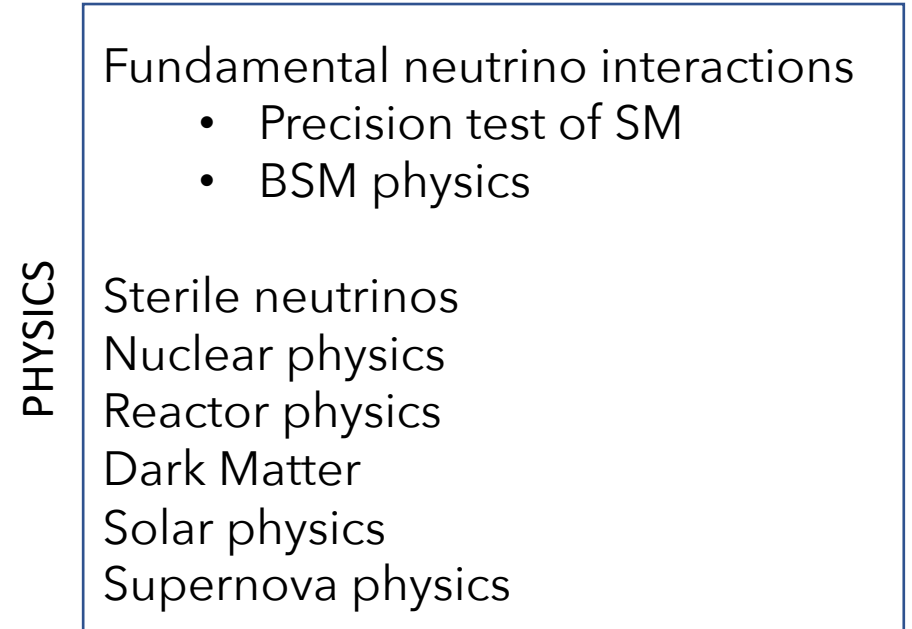 PHYSICS
Fundamental neutrino interactions
• Precision test of SM
• BSM physics
Sterile neutrinos
Nuclear physics
Reactor physics
Dark Matter
Solar physics
Supernova physics